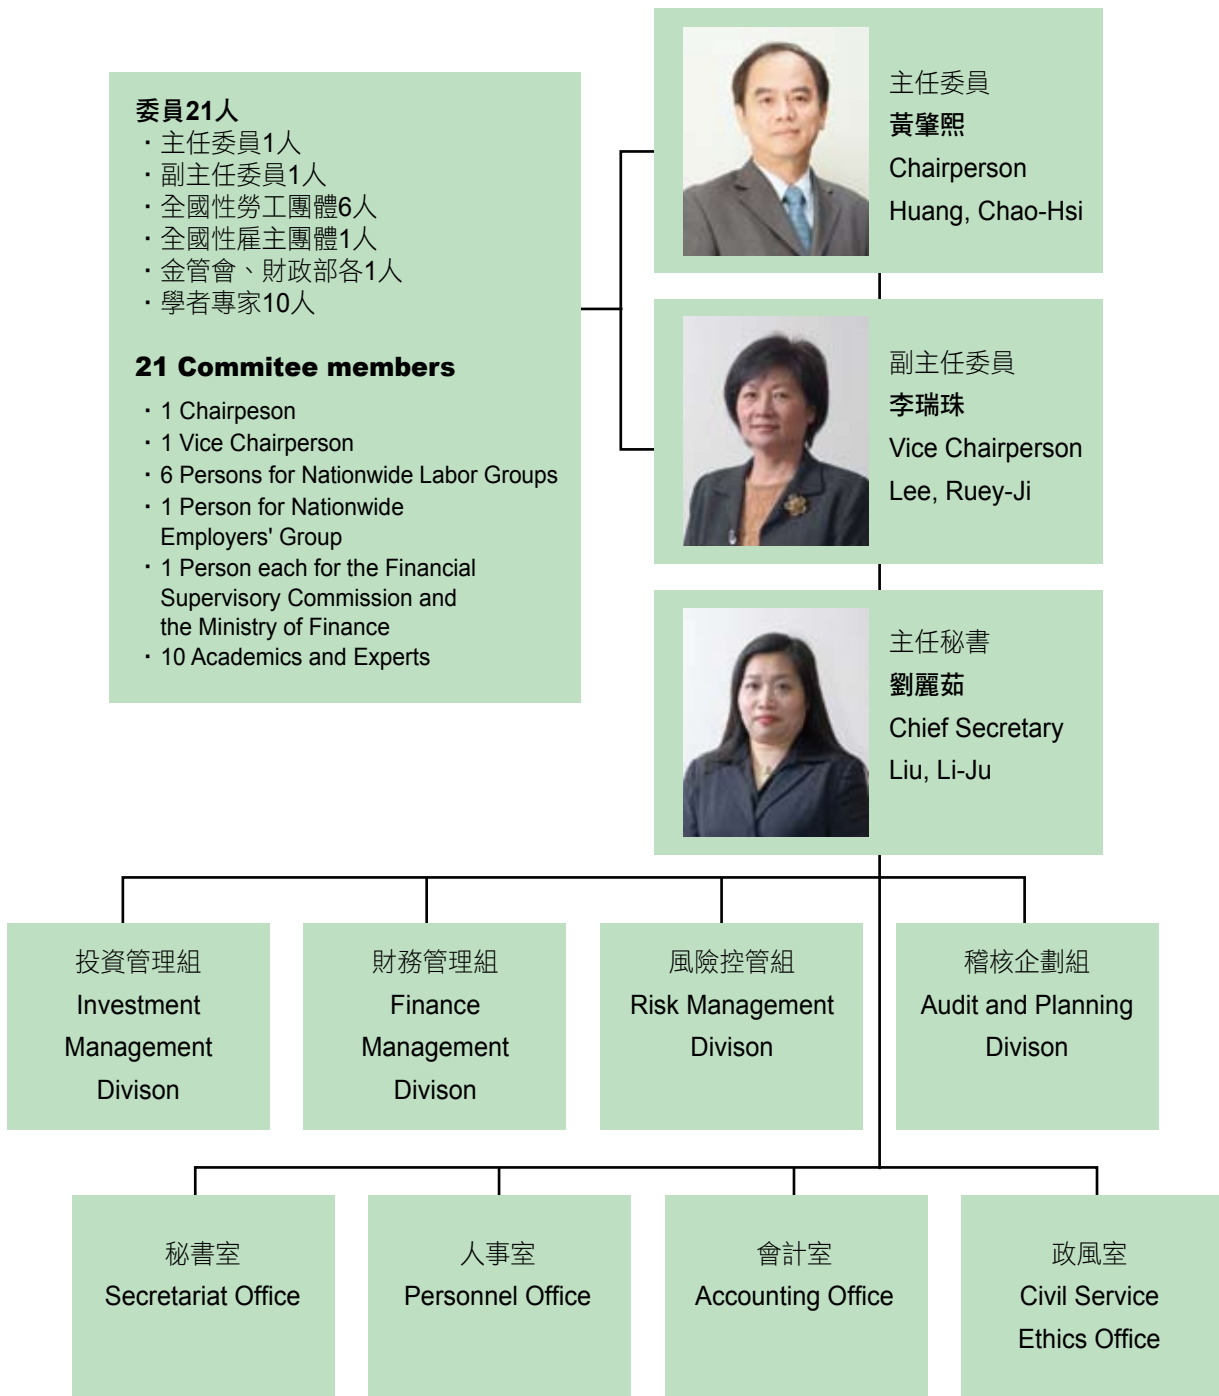 委員21人
・主任委員1人
・副主任委員1人
・全國性勞工團體6人
・全國性雇主團體1人
・金管會、財政部各1人
・學者專家10人
21 Commitee members
・1 Chairpeson
・1 Vice Chairperson
・6 Persons for Nationwide Labor Groups
・1 Person for Nationwide
Employers' Group
・1 Person each for the Financial
Supervisory Commission and
the Ministry of Finance
・10 Academics and Experts
主任委員
黃肇熙
Chairperson
Huang, Chao-Hsi
副主任委員
李瑞珠
Vice Chairperson
Lee, Ruey-Ji
主任秘書
劉麗茹
Chief Secretary
Liu, Li-Ju
投資管理組
Investment
Management
Divison
財務管理組
Finance
Management
Divison
風險控管組
Risk Management
Divison
稽核企劃組
Audit and Planning
Divison
秘書室
Secretariat Office
人事室
Personnel Office
會計室
Accounting Office
政風室
Civil Service
Ethics Office